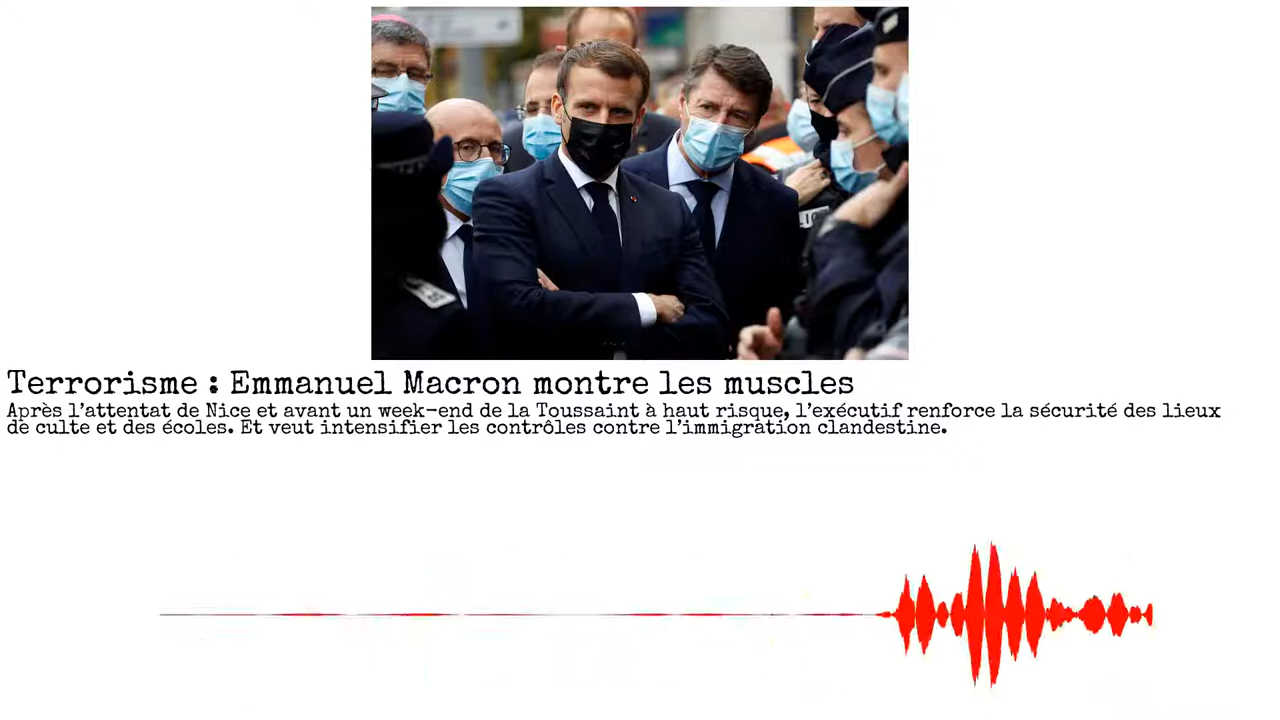 Terrorisme : Emmanuel Macron montre les muscles
Après l'attentat de Nice et avant un week-end de la Toussaint à haut risque, l'exécutif renforce la sécurité des lieux
de culte et des écoles. Et veut intensifier les contrôles contre l'immigration clandestine.